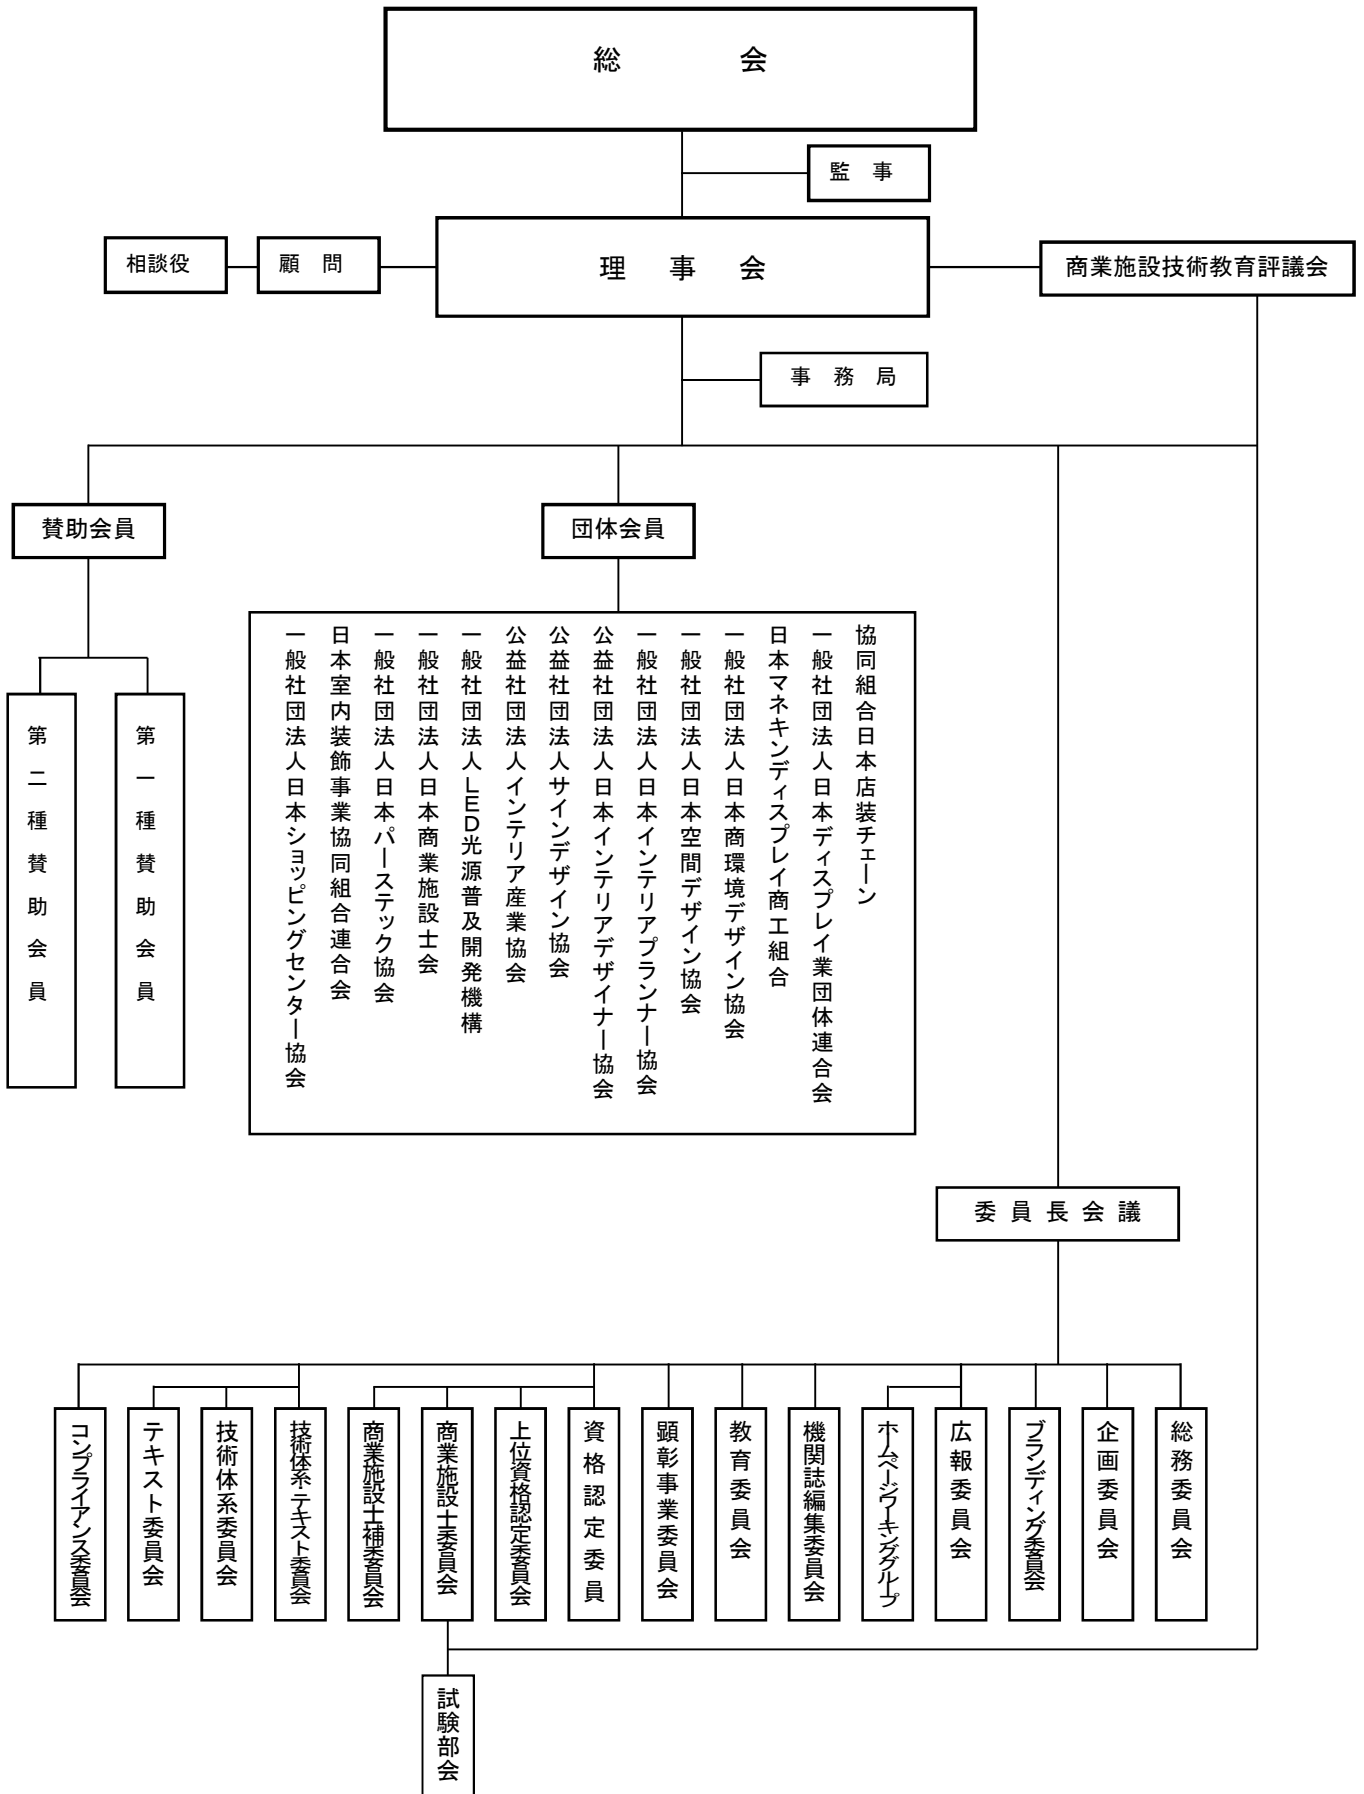 総会
監事
理事会
顧問
相談役
商業施設技術教育評議会
事務局
賛助会員
団体会員
第一種賛助会員
第二種賛助会員
協同組合日本店装チェーン
一般社団法人日本ディスプレイ業団体連合会
日本マネキンディスプレイ商工組合
一般社団法人日本商環境デザイン協会
一般社団法人日本空間デザイン協会
一般社団法人日本インテリアプランナー協会
公益社団法人日本インテリアデザイナー協会
公益社団法人サインデザイン協会
公益社団法人インテリア産業協会
一般社団法人LED光源普及開発機構
一般社団法人日本商業施設士会
一般社団法人日本パーステック協会
日本室内装飾事業協同組合連合会
一般社団法人日本ショッピングセンター協会
委員長会議
総務委員会
企画委員会
ブランディング委員会
広報委員会
ホームページワーキンググループ
機関誌編集委員会
教育委員会
顕彰事業委員会
資格認定委員
上位資格認定委員会
商業施設士委員会
商業施設士補委員会
技術体系・テキスト委員会
技術体系委員会
テキスト委員会
コンプライアンス委員会
試験部会